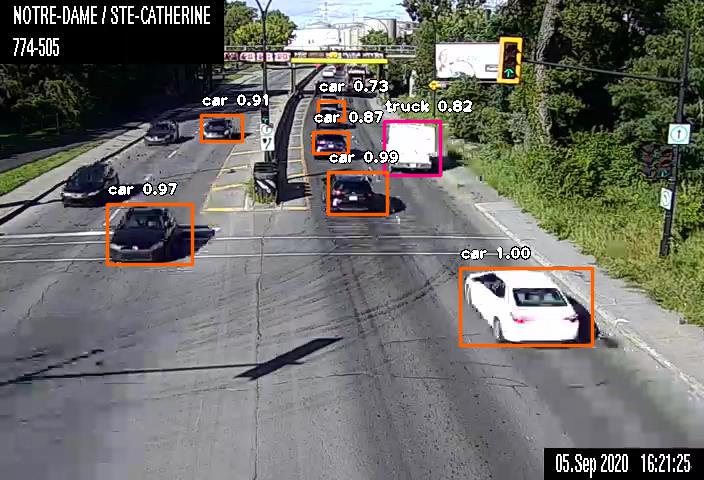 NOTRE-DAME / STE-CATHERINE
774-505
car 0.73
car 0.91
truck 0.82
car 0.87
car 0.99
car 0.97
car 1.00
05.Sep 2020 16:21:25